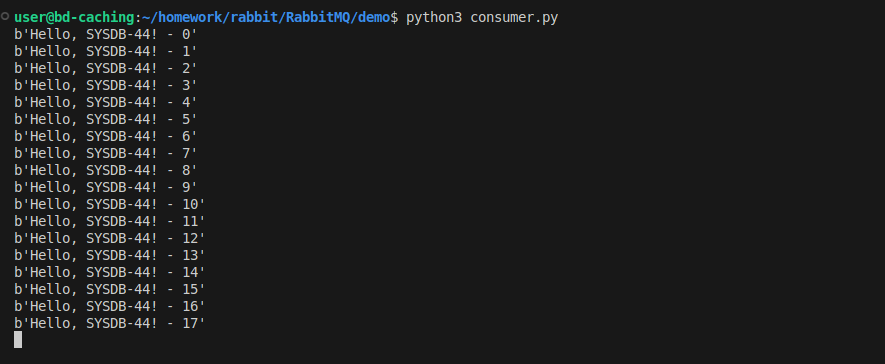 user@bd-caching:~/homework/rabbit/RabbitMQ/demo$ python3 consumer.py
b'Hello, SYSDB-44! - 0'
b'Hello, SYSDB-44! - 1'
b'Hello, SYSDB-44! - 2'
b'Hello, SYSDB-44! - 3'
b'Hello, SYSDB-44! - 4'
b'Hello, SYSDB-44! - 5'
b'Hello, SYSDB-44! - 6'
b'Hello, SYSDB-44! - 7'
b'Hello, SYSDB-44! - 8'
b'Hello, SYSDB-44! - 9'
b'Hello, SYSDB-44! - 10'
b'Hello, SYSDB-44! - 11'
b'Hello, SYSDB-44! - 12'
b'Hello, SYSDB-44! - 13'
b'Hello, SYSDB-44! - 14'
b'Hello, SYSDB-44! - 15'
b'Hello, SYSDB-44! - 16'
b'Hello, SYSDB-44! - 17'